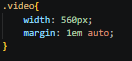 .video{
    width: 560px;
    margin: 1em auto;
}